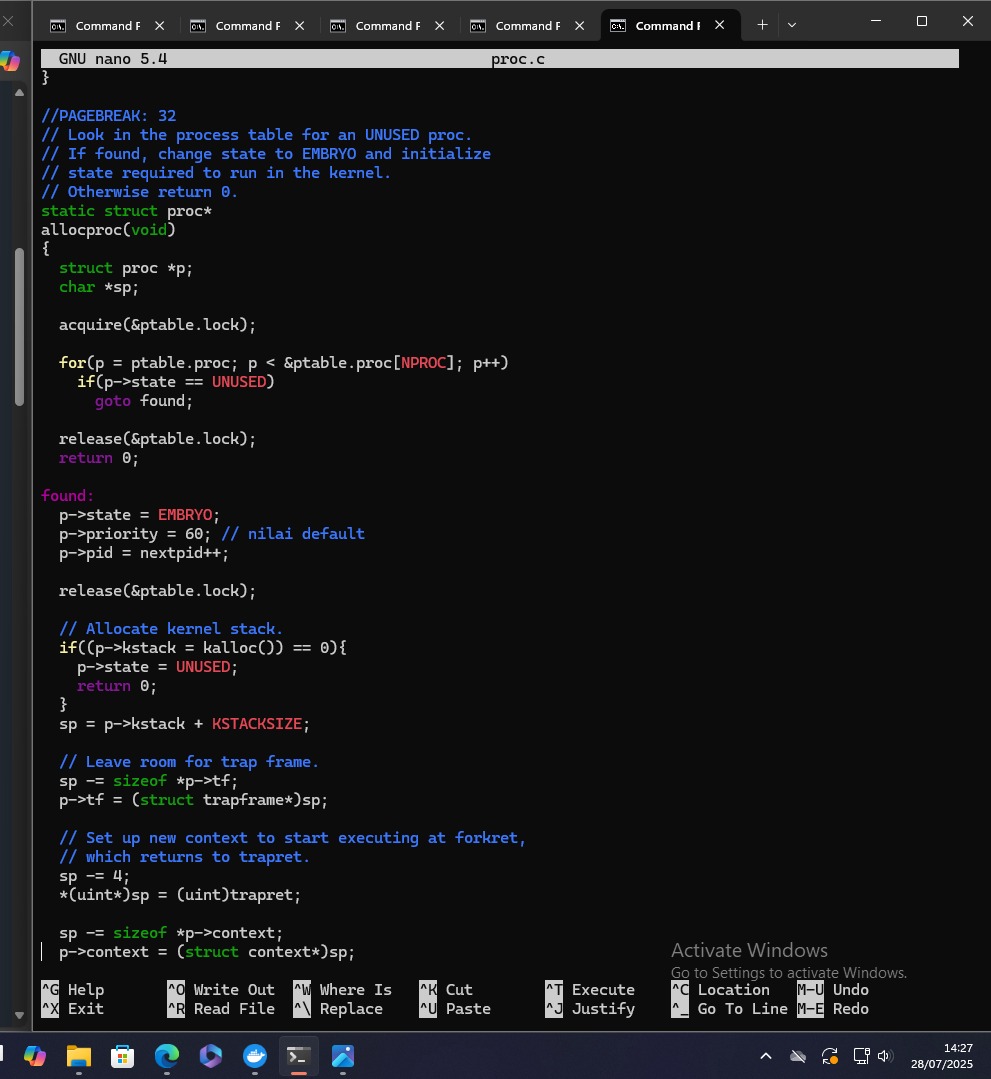 Command F Command F Command F Command F Command F
GNU nano 5.4 proc.c
}
//PAGEBREAK: 32
// Look in the process table for an UNUSED proc.
// If found, change state to EMBRYO and initialize
// state required to run in the kernel.
// Otherwise return 0.
static struct proc*
allocproc(void)
{
  struct proc *p;
  char *sp;
  acquire(&ptable.lock);
  for(p = ptable.proc; p < &ptable.proc[NPROC]; p++)
    if(p->state == UNUSED)
      goto found;
  release(&ptable.lock);
  return 0;
found:
  p->state = EMBRYO;
  p->priority = 60; // nilai default
  p->pid = nextpid++;
  release(&ptable.lock);
  // Allocate kernel stack.
  if((p->kstack = kalloc()) == 0){
    p->state = UNUSED;
    return 0;
  }
  sp = p->kstack + KSTACKSIZE;
  // Leave room for trap frame.
  sp -= sizeof *p->tf;
  p->tf = (struct trapframe*)sp;
  // Set up new context to start executing at forkret,
  // which returns to trapret.
  sp -= 4;
  *(uint*)sp = (uint)trapret;
  sp -= sizeof *p->context;
  p->context = (struct context*)sp;
Activate Windows
Go to Settings to activate Windows.
^G Help ^O Write Out ^W Where Is ^K Cut ^T Execute ^C Location M-U Undo
^X Exit ^R Read File ^\ Replace ^U Paste ^J Justify ^_ Go To Line M-E Redo
14:27
28/07/2025